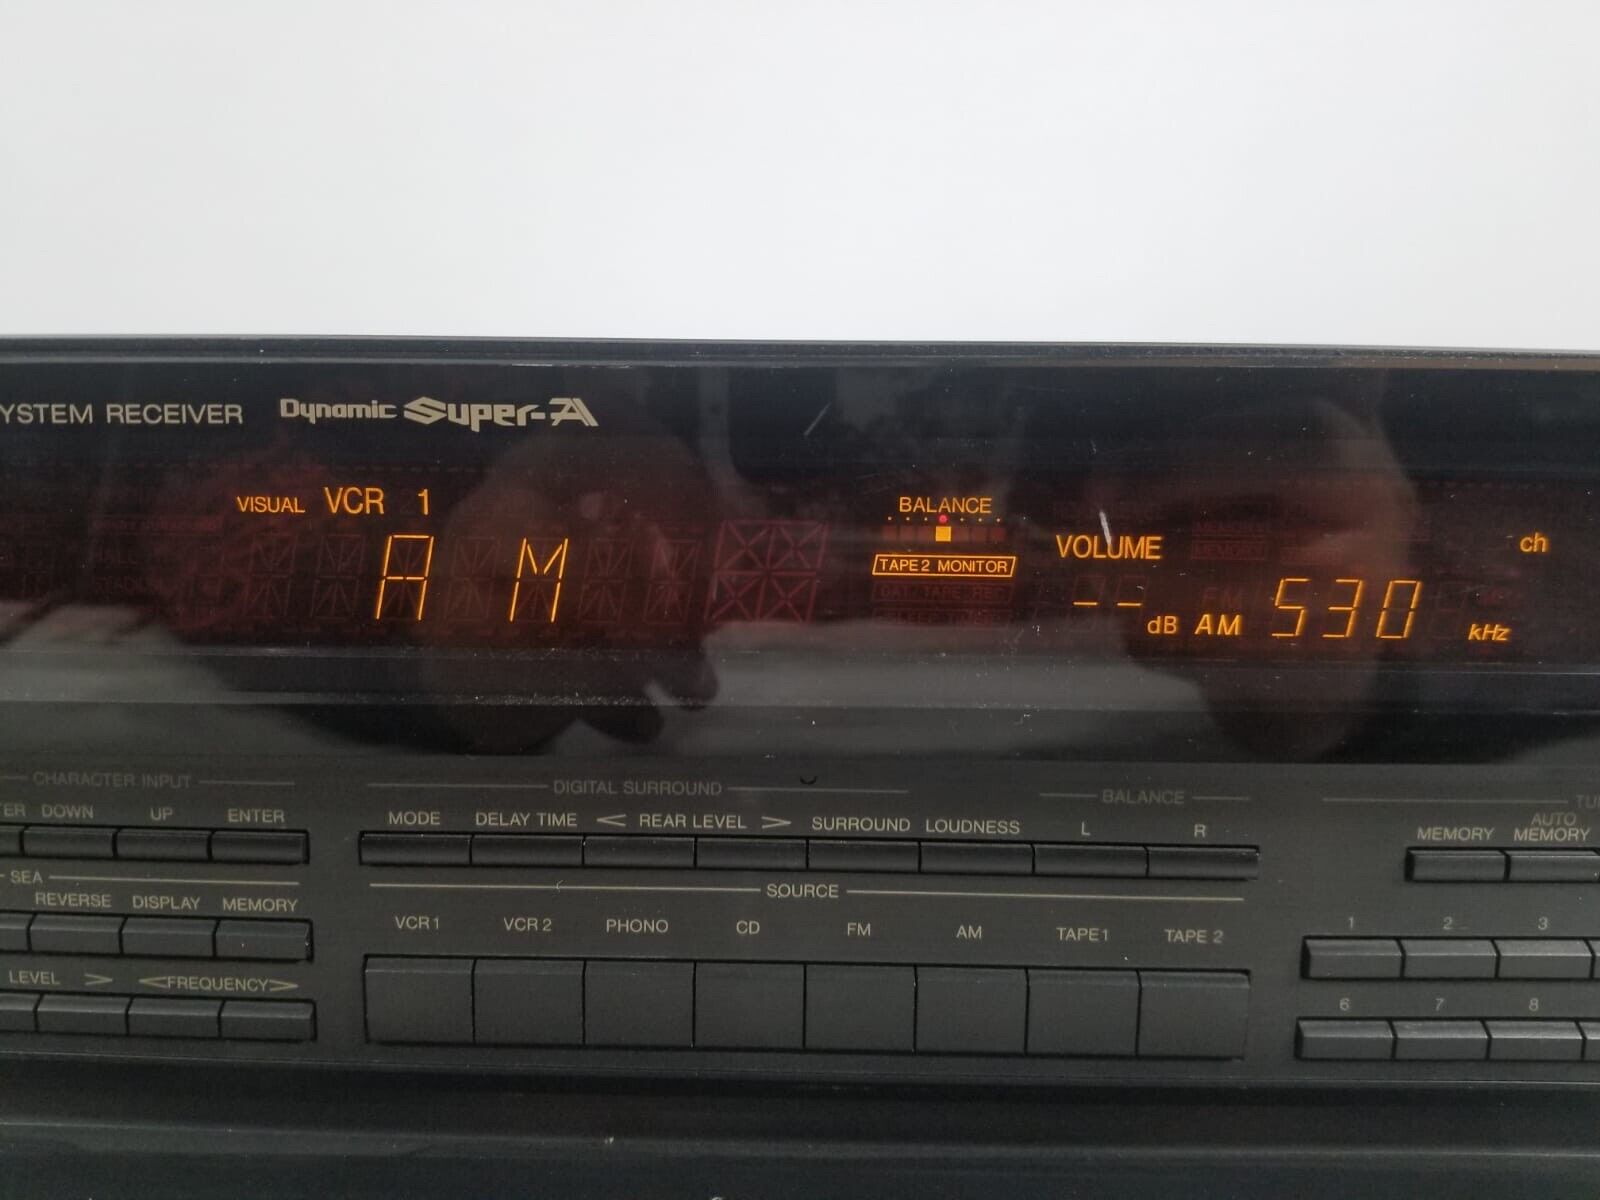 YSTEM RECEIVER Dynamic Super-A
VISUAL VCR 1
A M
BALANCE
TAPE 2 MONITOR
VOLUME
-- dB
ch
AM 530 kHz
CHARACTER INPUT
DOWN UP ENTER
SEA
REVERSE DISPLAY MEMORY
LEVEL > <FREQUENCY>
DIGITAL SURROUND
MODE DELAY TIME < REAR LEVEL > SURROUND LOUDNESS
BALANCE
L R
SOURCE
VCR 1 VCR 2 PHONO CD FM AM TAPE 1 TAPE 2
TU
MEMORY AUTO MEMORY
1 2 3
6 7 8